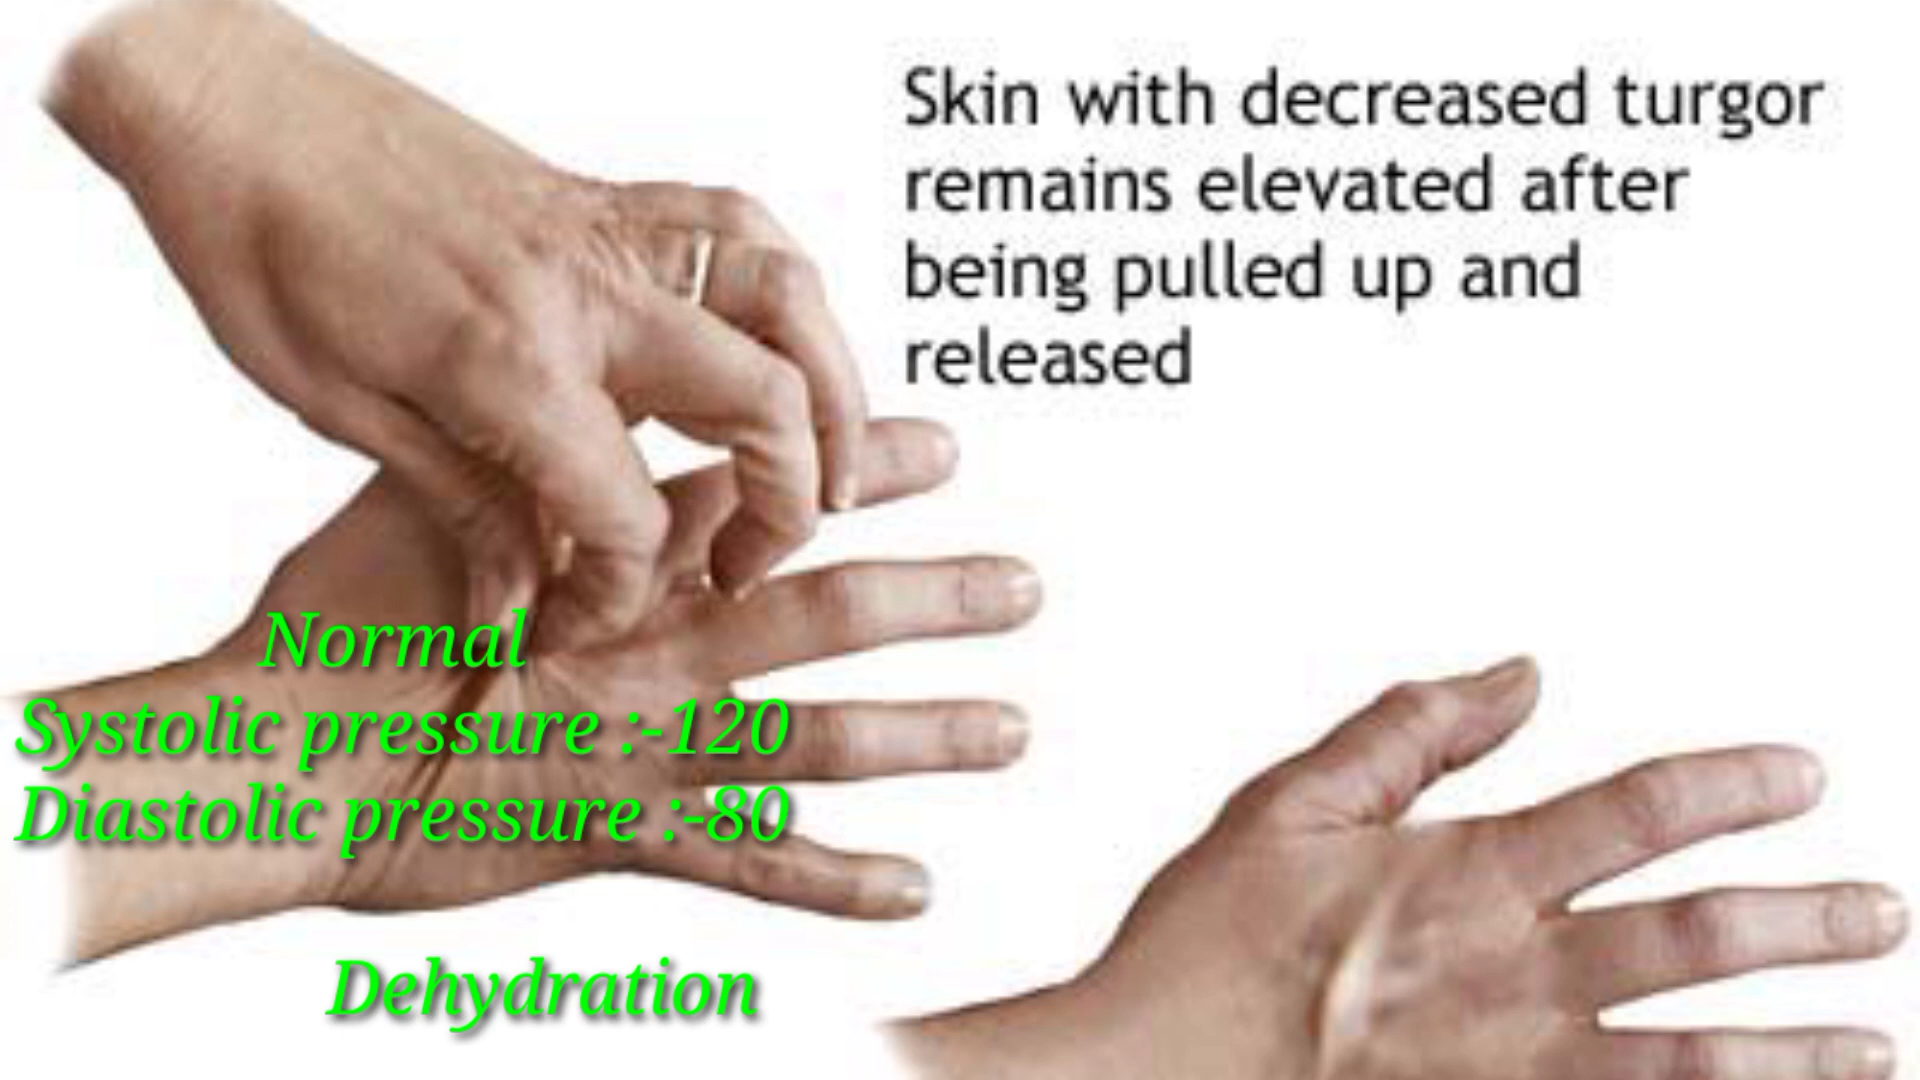 Skin with decreased turgor
remains elevated after
being pulled up and
released
Normal
Systolic pressure :-120
Diastolic pressure :-80
Dehydration